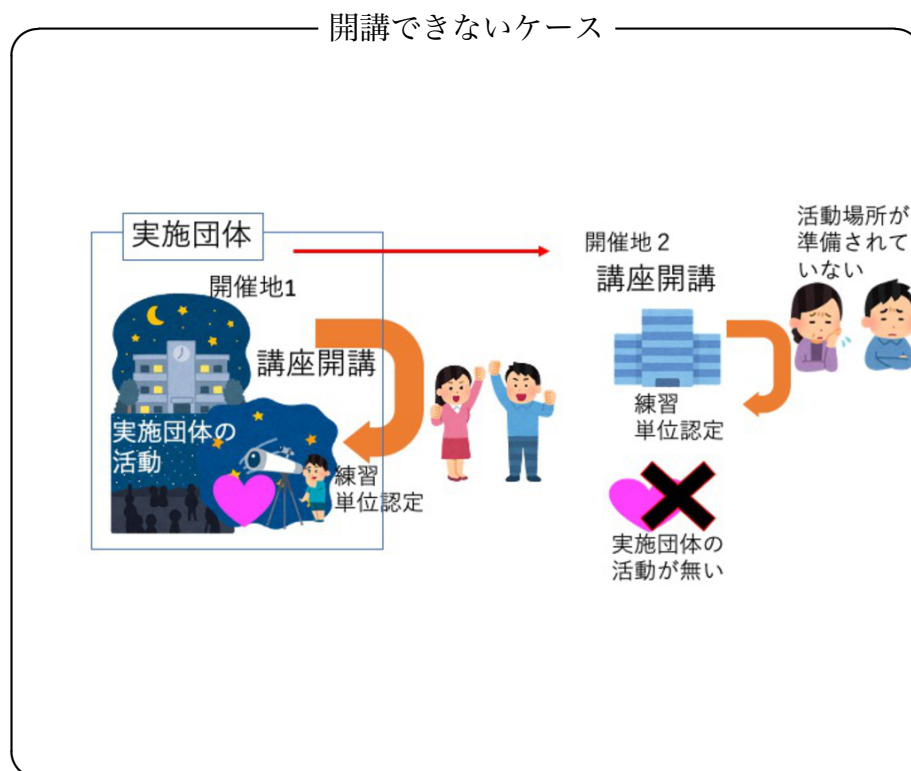 開講できないケース
実施団体
開催地1
講座開講
実施団体の
活動
練習
単位認定
開催地２
講座開講
練習
単位認定
実施団体の
活動が無い
活動場所が
準備されて
いない